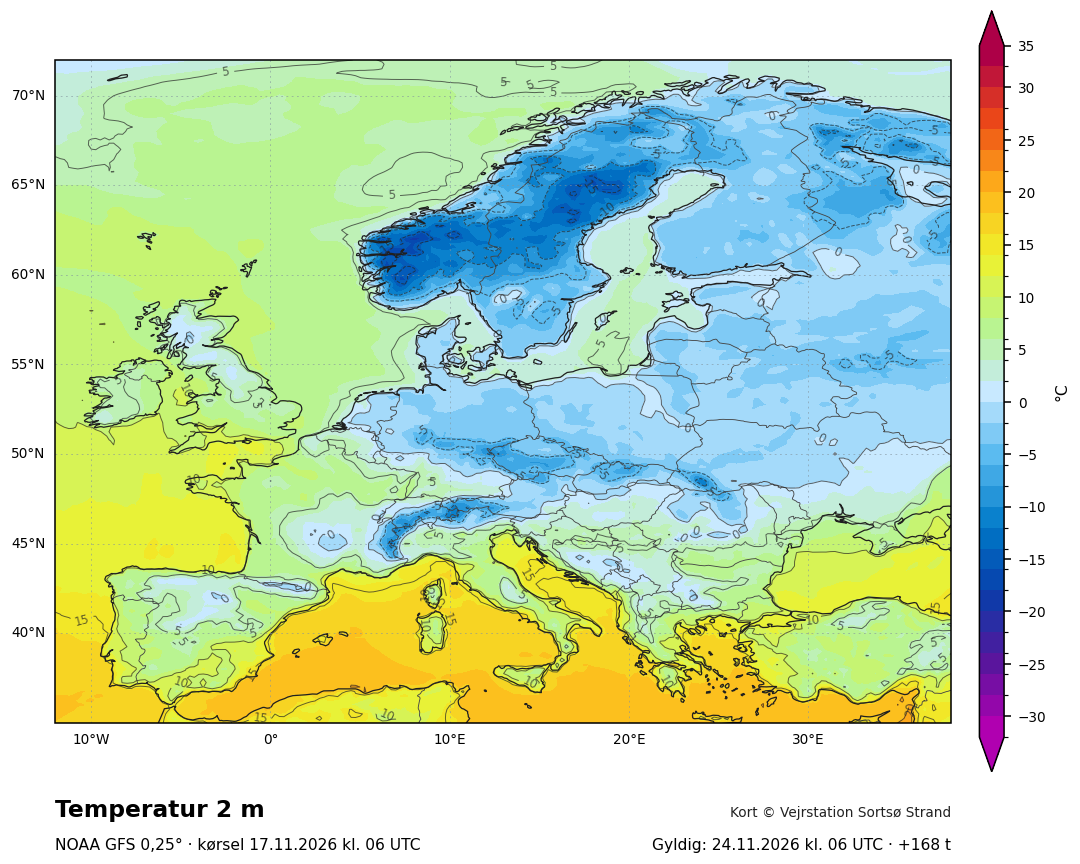 70°N
65°N
60°N
55°N
50°N
45°N
40°N
10°W
0°
10°E
20°E
30°E
35
30
25
20
15
10
5
0
−5
−10
−15
−20
−25
−30
°C
Temperatur 2 m
Kort © Vejrstation Sortsø Strand
NOAA GFS 0,25° · kørsel 17.11.2026 kl. 06 UTC
Gyldig: 24.11.2026 kl. 06 UTC · +168 t